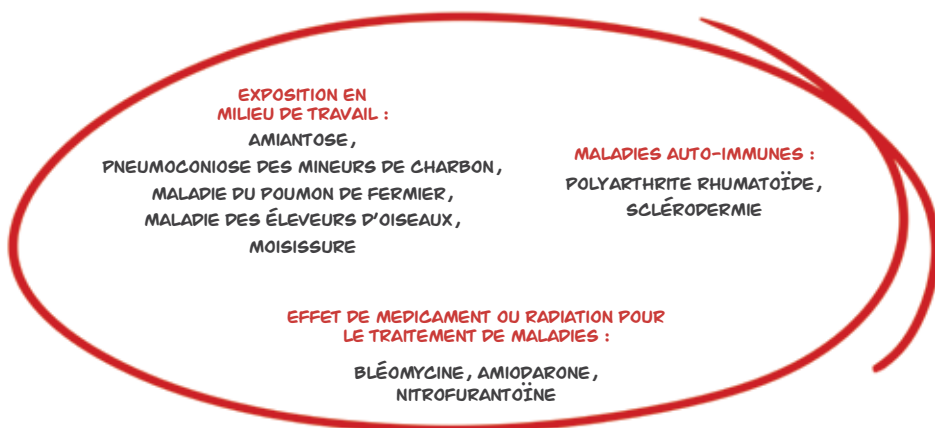 EXPOSITION EN
MILIEU DE TRAVAIL :
AMIANTOSE,
PNEUMOCONIOSE DES MINEURS DE CHARBON,
MALADIE DU POUMON DE FERMIER,
MALADIE DES ÉLEVEURS D'OISEAUX,
MOISISSURE
MALADIES AUTO-IMMUNES :
POLYARTHRITE RHUMATOÏDE,
SCLÉRODERMIE
EFFET DE MEDICAMENT OU RADIATION POUR
LE TRAITEMENT DE MALADIES :
BLÉOMYCINE, AMIODARONE,
NITROFURANTOÏNE